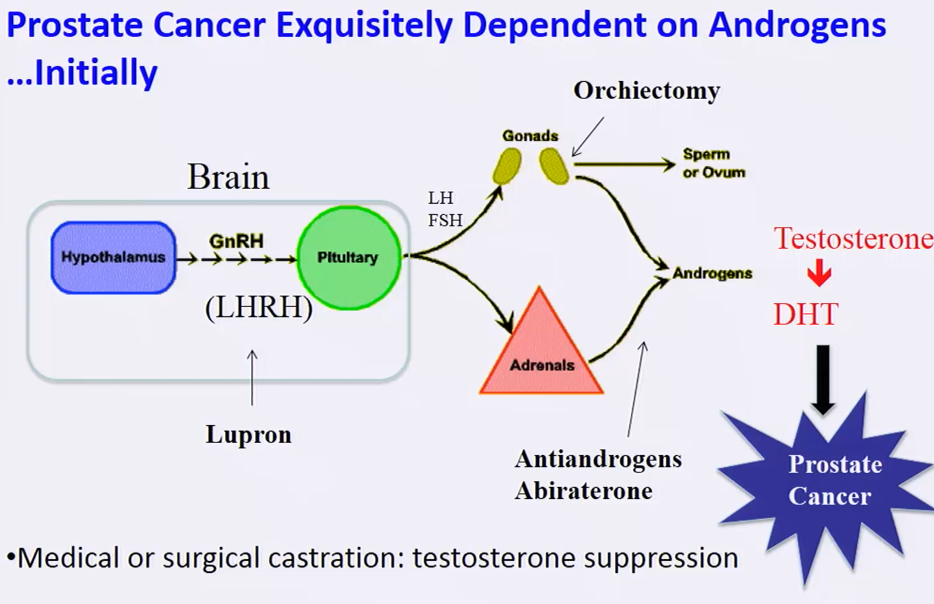 Prostate Cancer Exquisitely Dependent on Androgens
...Initially
Orchiectomy
Gonads
Sperm
or Ovum
Brain
LH
FSH
Hypothalamus
GnRH
Pituitary
(LHRH)
Androgens
Testosterone
DHT
Adrenals
Lupron
Antiandrogens
Abiraterone
Prostate
Cancer
•Medical or surgical castration: testosterone suppression